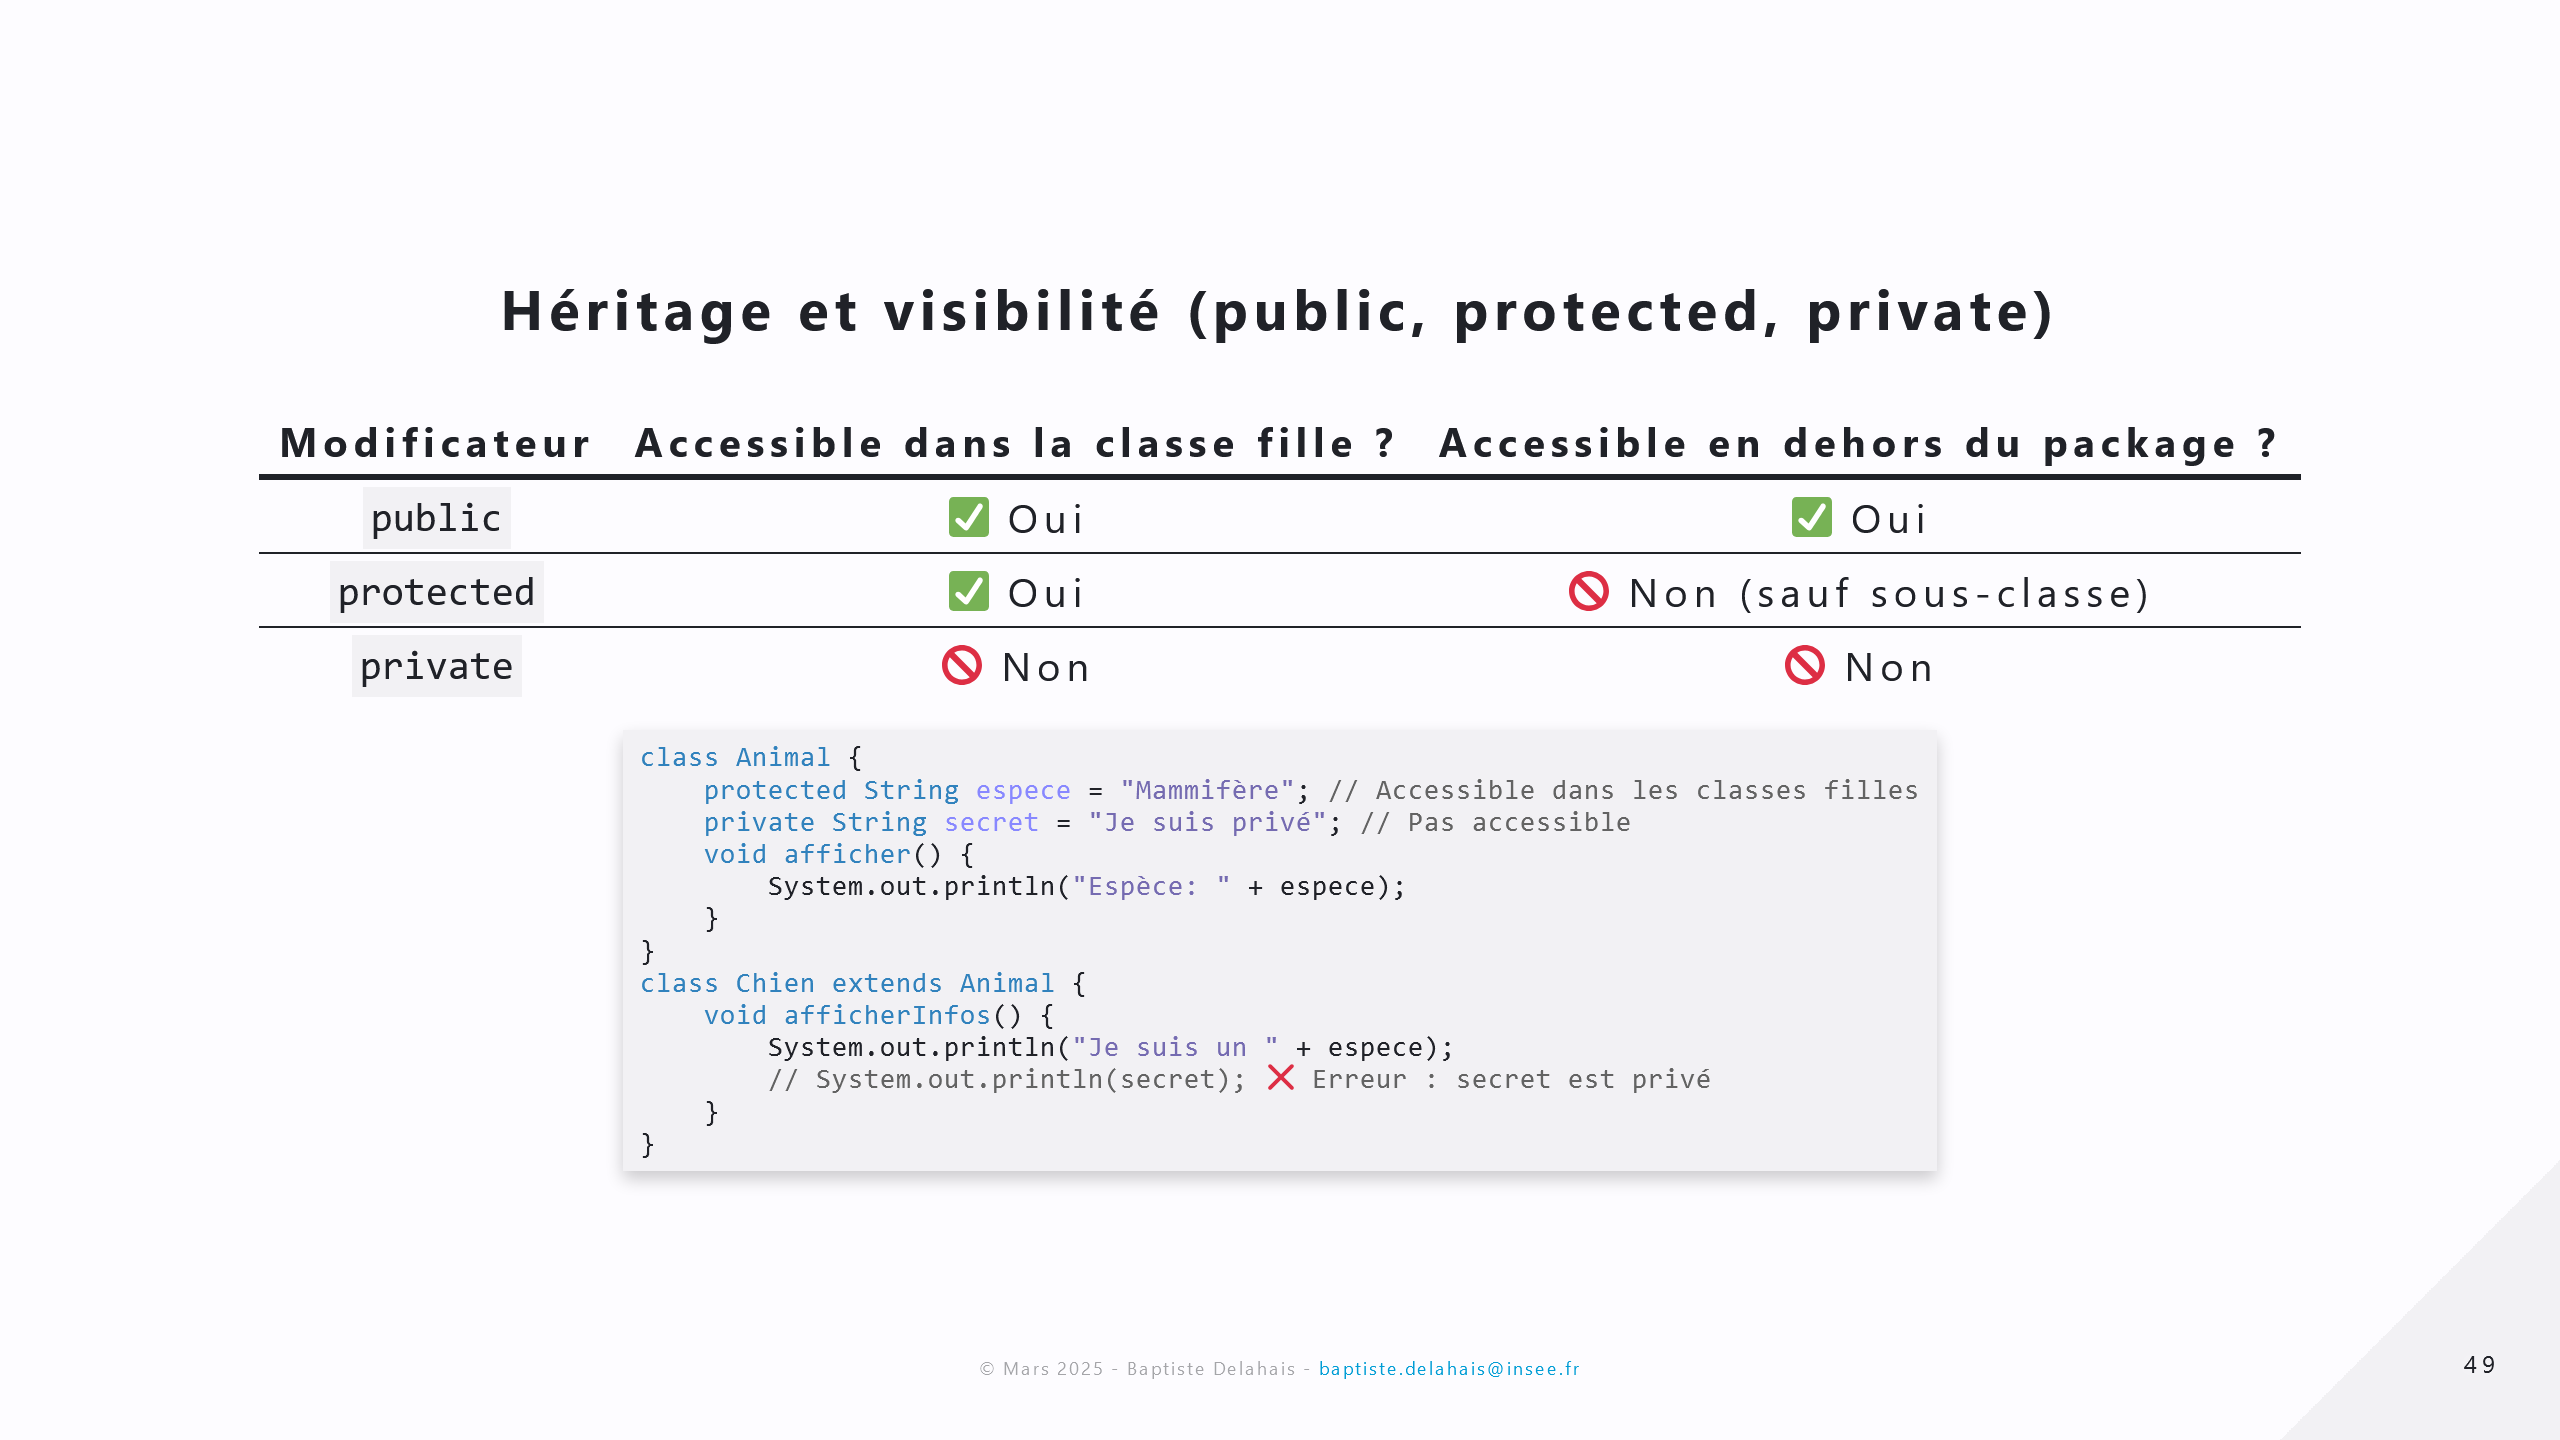 Héritage et visibilité (public, protected, private)
Modificateur Accessible dans la classe fille ? Accessible en dehors du package ?
public ✅ Oui ✅ Oui
protected ✅ Oui 🚫 Non (sauf sous-classe)
private 🚫 Non 🚫 Non
class Animal {
    protected String espece = "Mammifère"; // Accessible dans les classes filles
    private String secret = "Je suis privé"; // Pas accessible
    void afficher() {
        System.out.println("Espèce: " + espece);
    }
}
class Chien extends Animal {
    void afficherInfos() {
        System.out.println("Je suis un " + espece);
        // System.out.println(secret); ❌ Erreur : secret est privé
    }
}
© Mars 2025 - Baptiste Delahais - baptiste.delahais@insee.fr
49